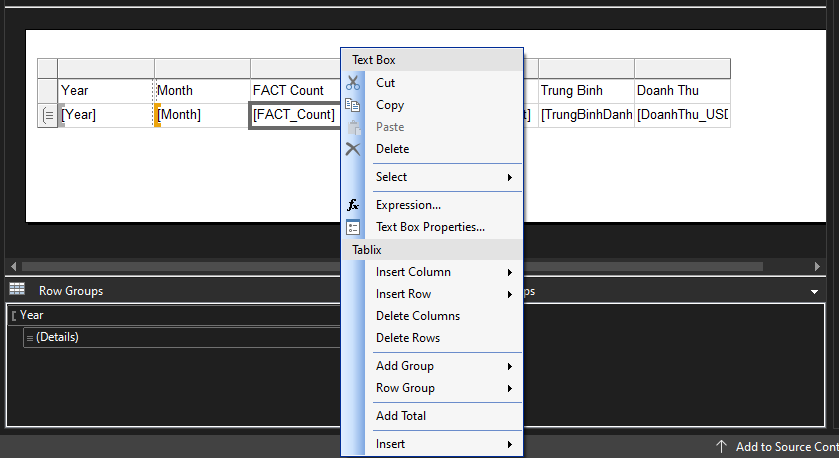 Text Box
Year Month FACT Count Cut Trung Binh Doanh Thu
Copy
[Year] [Month] [FACT_Count] t] [TrungBinhDanh [DoanhThu_USD
Paste
Delete
Select
fx Expression...
Text Box Properties...
Tablix
Insert Column
Row Groups Insert Row ps
Year Delete Columns
(Details) Delete Rows
Add Group
Row Group
Add Total
Insert
Add to Source Cont